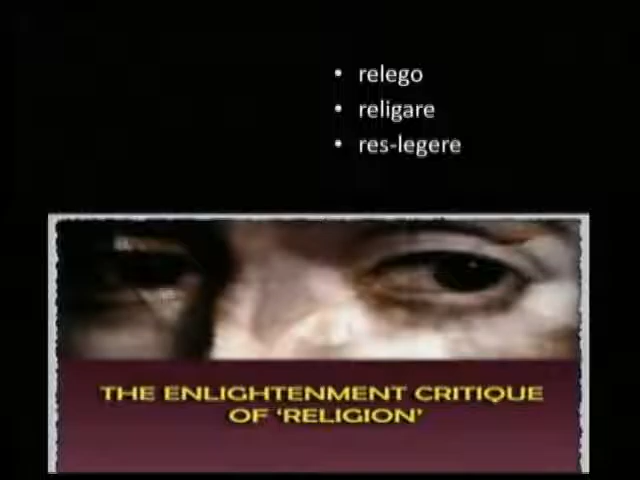 • relego
• religare
• res-legere
THE ENLIGHTENMENT CRITIQUE
OF ‘RELIGION’